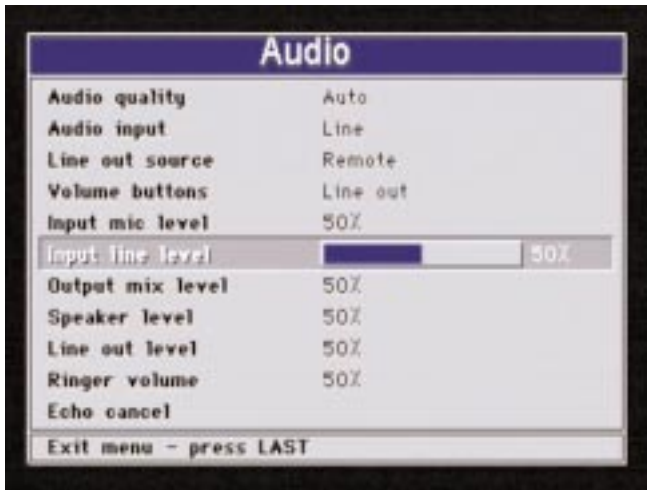 Audio
Audio quality Auto
Audio input Line
Line out source Remote
Volume buttons Line out
Input mic level 50%
Input line level 50%
Output mix level 50%
Speaker level 50%
Line out level 50%
Ringer volume 50%
Echo cancel
Exit menu - press LAST